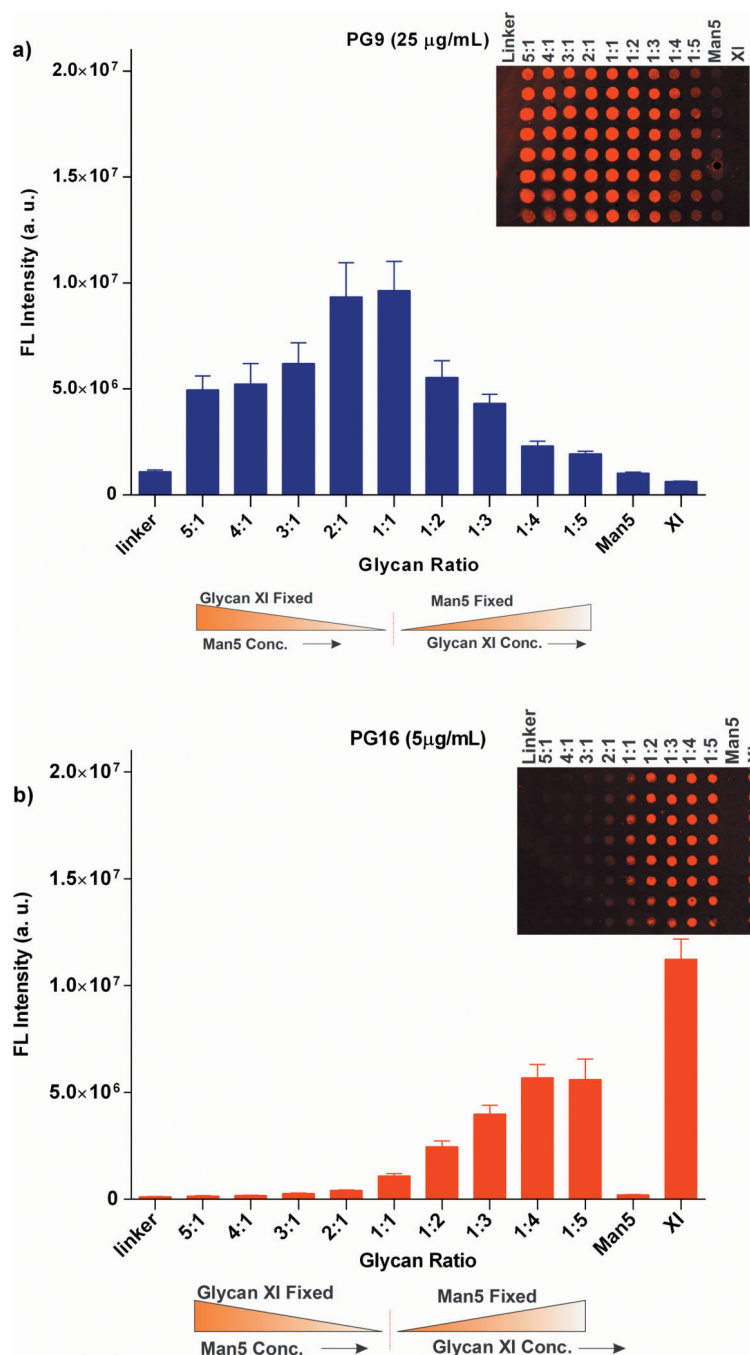 a)
PG9 (25 µg/mL)
Linker
5:1
4:1
3:1
2:1
1:1
1:2
1:3
1:4
1:5
Man5
XI
FL Intensity (a. u.)
2.0×10⁷
1.5×10⁷
1.0×10⁷
5.0×10⁶
0
linker
5:1
4:1
3:1
2:1
1:1
1:2
1:3
1:4
1:5
Man5
XI
Glycan Ratio
Glycan XI Fixed
Man5 Fixed
Man5 Conc.
Glycan XI Conc.
b)
PG16 (5µg/mL)
Linker
5:1
4:1
3:1
2:1
1:1
1:2
1:3
1:4
1:5
Man5
FL Intensity (a. u.)
2.0×10⁷
1.5×10⁷
1.0×10⁷
5.0×10⁶
0
linker
5:1
4:1
3:1
2:1
1:1
1:2
1:3
1:4
1:5
Man5
XI
Glycan Ratio
Glycan XI Fixed
Man5 Fixed
Man5 Conc.
Glycan XI Conc.